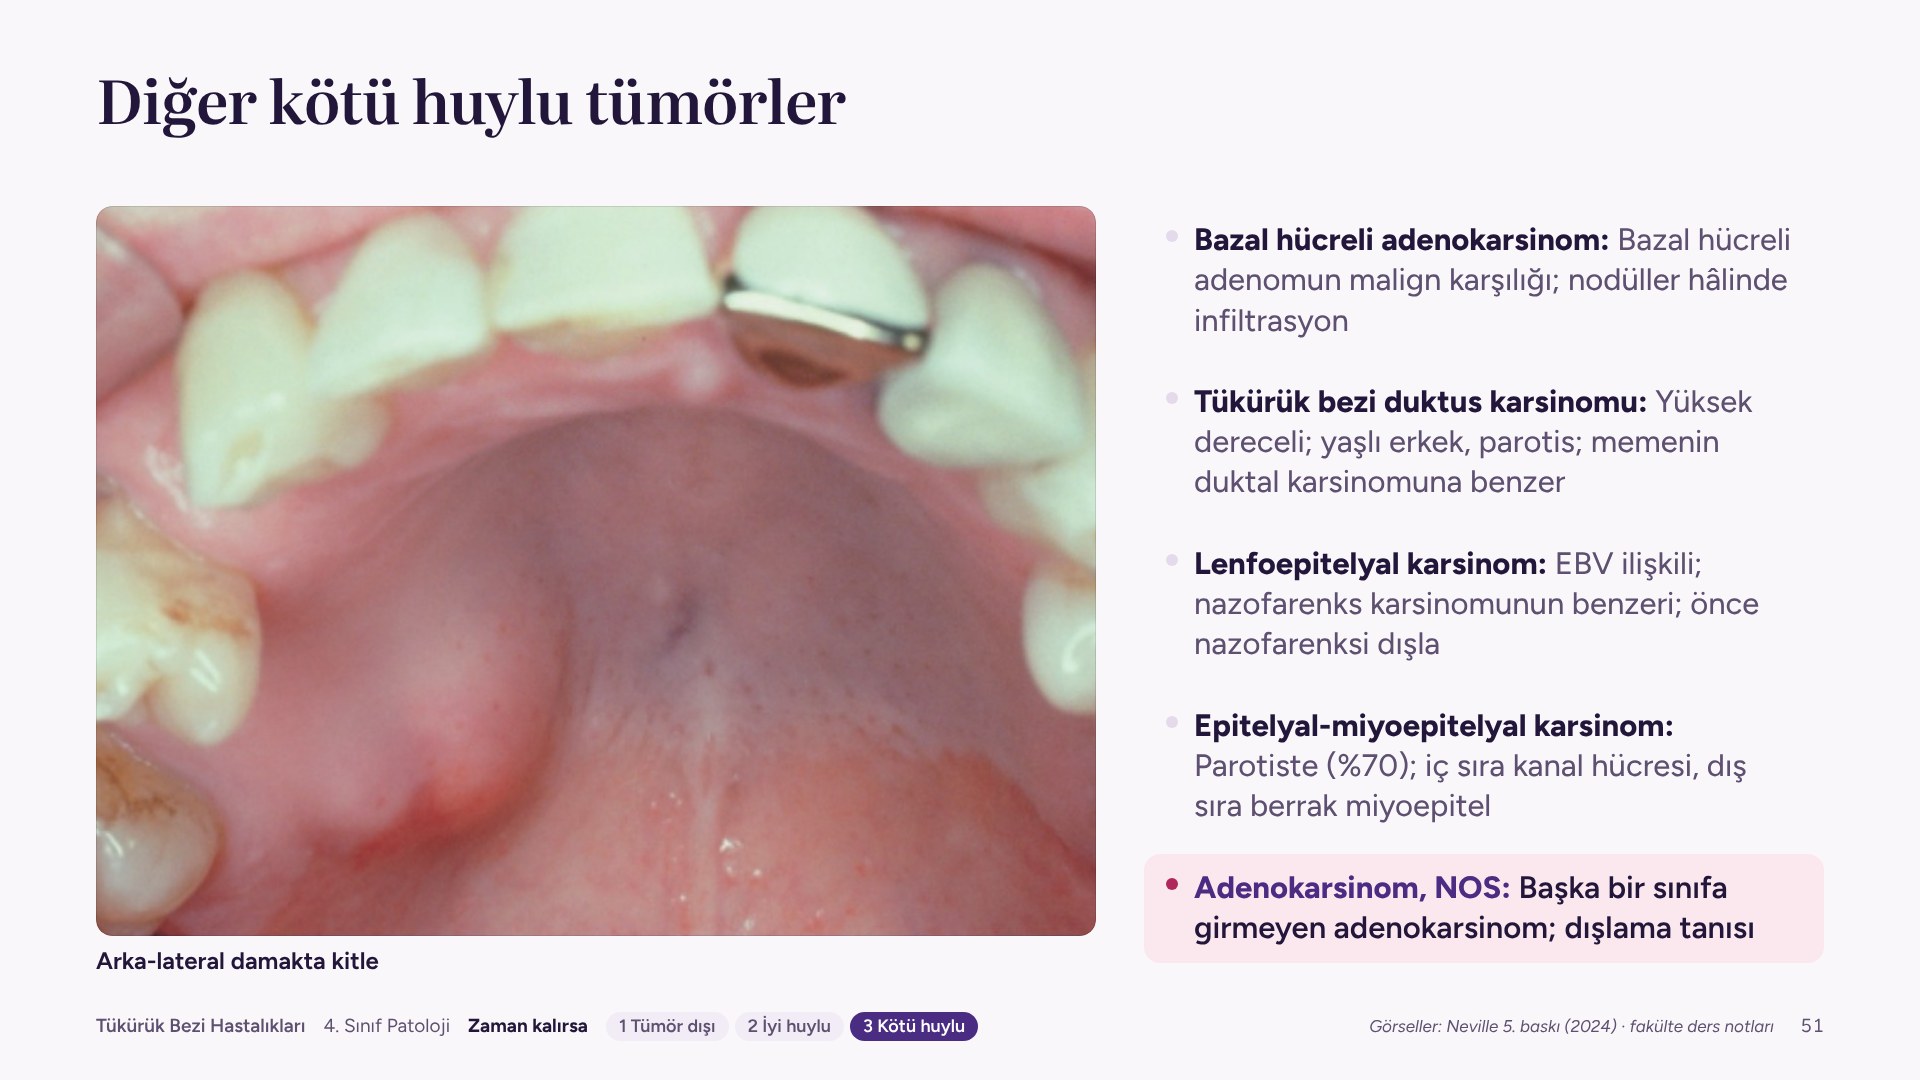 Diğer kötü huylu tümörler
Bazal hücreli adenokarsinom: Bazal hücreli
adenomun malign karşılığı; nodüller hâlinde
infiltrasyon
Tükürük bezi duktus karsinomu: Yüksek
dereceli; yaşlı erkek, parotis; memenin
duktal karsinomuna benzer
Lenfoepitelyal karsinom: EBV ilişkili;
nazofarenks karsinomunun benzeri; önce
nazofarenksi dışla
Epitelyal-miyoepitelyal karsinom:
Parotiste (%70); iç sıra kanal hücresi, dış
sıra berrak miyoepitel
Adenokarsinom, NOS: Başka bir sınıfa
girmeyen adenokarsinom; dışlama tanısı
Arka-lateral damakta kitle
Tükürük Bezi Hastalıkları 4. Sınıf Patoloji Zaman kalırsa 1 Tümör dışı 2 İyi huylu 3 Kötü huylu
Görseller: Neville 5. baskı (2024) · fakülte ders notları 51